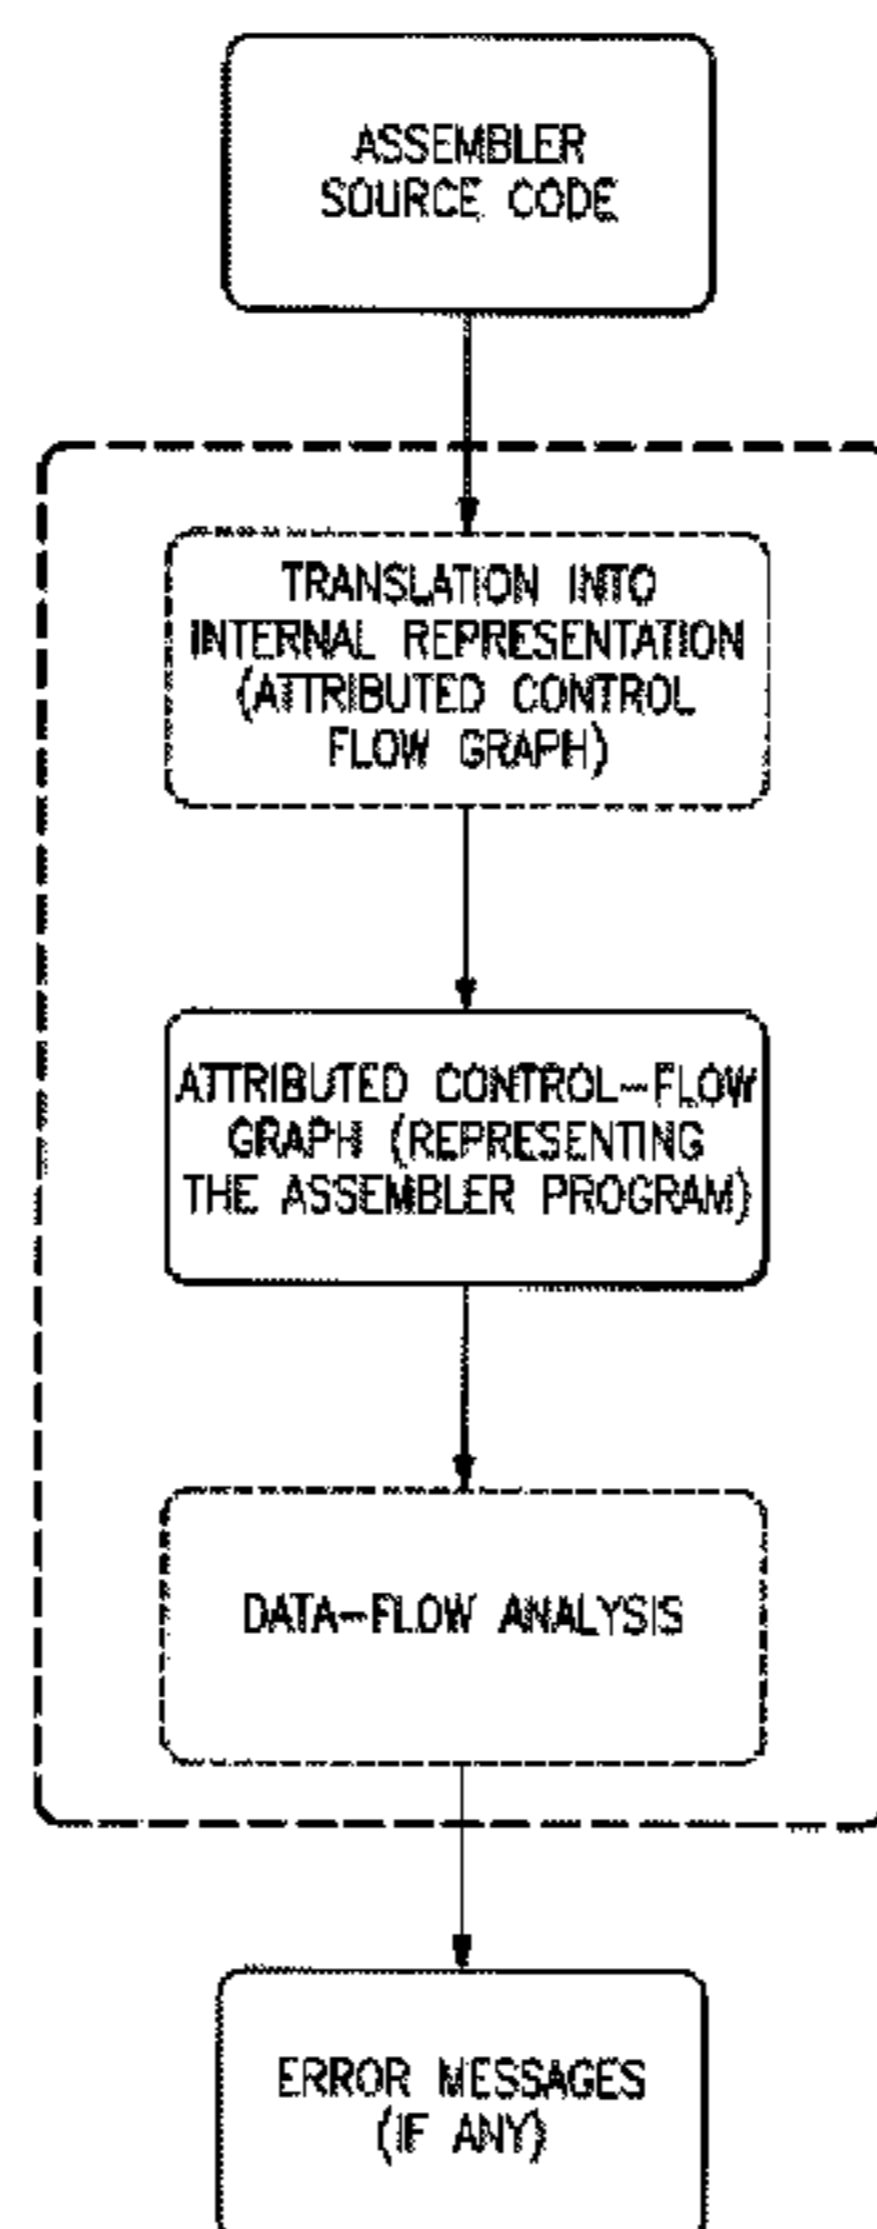 ASSEMBLER
SOURCE CODE
TRANSLATION INTO
INTERNAL REPRESENTATION
(ATTRIBUTED CONTROL
FLOW GRAPH)
ATTRIBUTED CONTROL-FLOW
GRAPH (REPRESENTING
THE ASSEMBLER PROGRAM)
DATA-FLOW ANALYSIS
ERROR MESSAGES
(IF ANY)